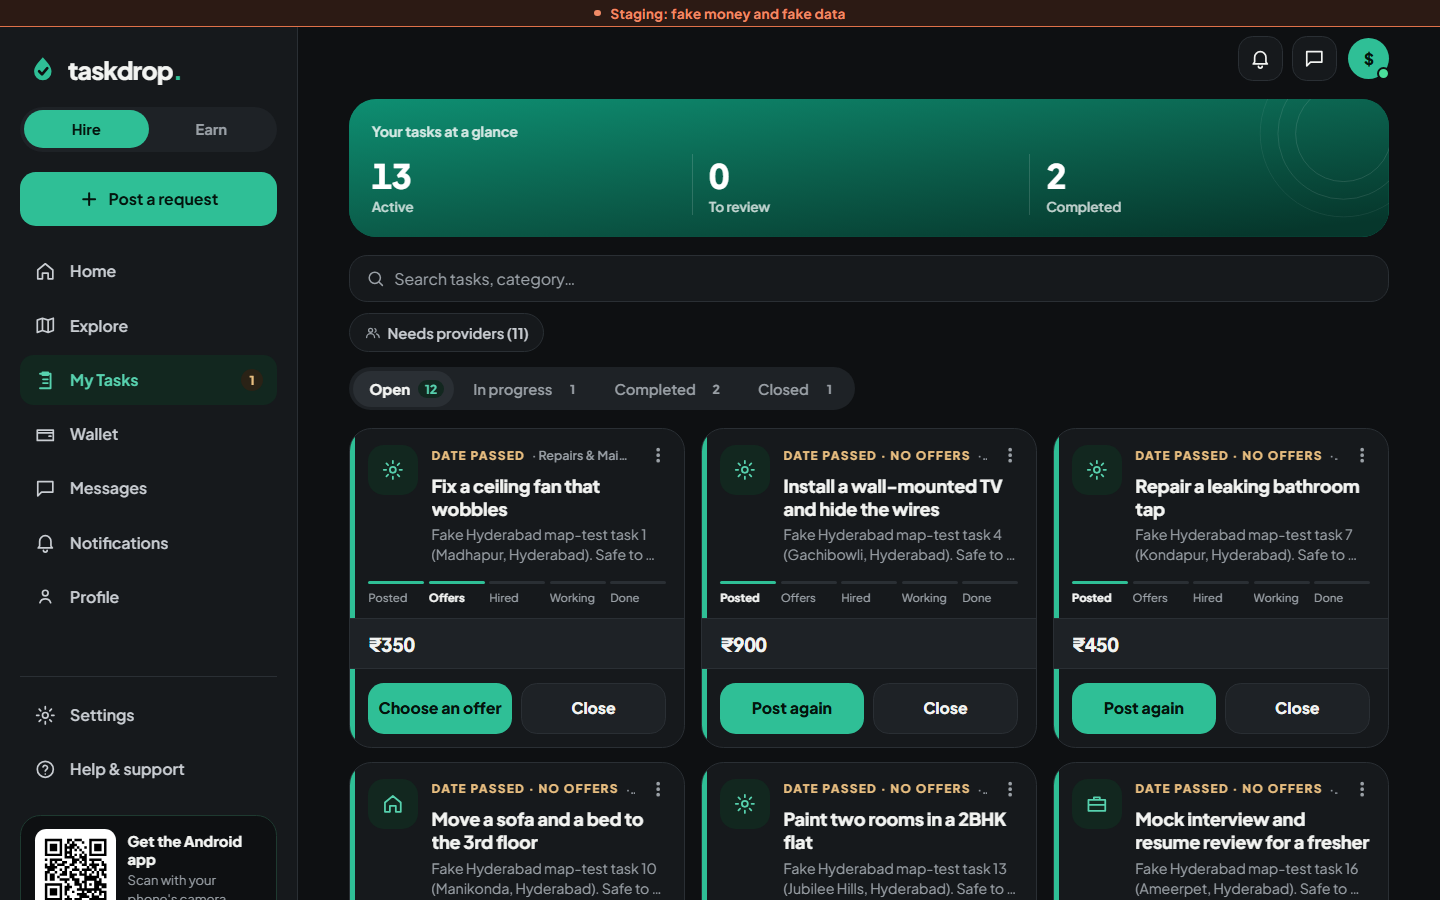 Staging: fake money and fake data
taskdrop.
Hire
Earn
Post a request
Home
Explore
My Tasks
1
Wallet
Messages
Notifications
Profile
Settings
Help & support
Get the Android
app
Scan with your
phone's camera
$
Your tasks at a glance
13
Active
0
To review
2
Completed
Search tasks, category...
Needs providers (11)
Open 12
In progress 1
Completed 2
Closed 1
DATE PASSED · Repairs & Mai...
Fix a ceiling fan that
wobbles
Fake Hyderabad map-test task 1
(Madhapur, Hyderabad). Safe to ...
Posted Offers Hired Working Done
₹350
Choose an offer
Close
DATE PASSED · NO OFFERS ·...
Install a wall-mounted TV
and hide the wires
Fake Hyderabad map-test task 4
(Gachibowli, Hyderabad). Safe to ...
Posted Offers Hired Working Done
₹900
Post again
Close
DATE PASSED · NO OFFERS ·...
Repair a leaking bathroom
tap
Fake Hyderabad map-test task 7
(Kondapur, Hyderabad). Safe to ...
Posted Offers Hired Working Done
₹450
Post again
Close
DATE PASSED · NO OFFERS ·...
Move a sofa and a bed to
the 3rd floor
Fake Hyderabad map-test task 10
(Manikonda, Hyderabad). Safe to ...
DATE PASSED · NO OFFERS ·...
Paint two rooms in a 2BHK
flat
Fake Hyderabad map-test task 13
(Jubilee Hills, Hyderabad). Safe to ...
DATE PASSED · NO OFFERS ·...
Mock interview and
resume review for a fresher
Fake Hyderabad map-test task 16
(Ameerpet, Hyderabad). Safe to ...